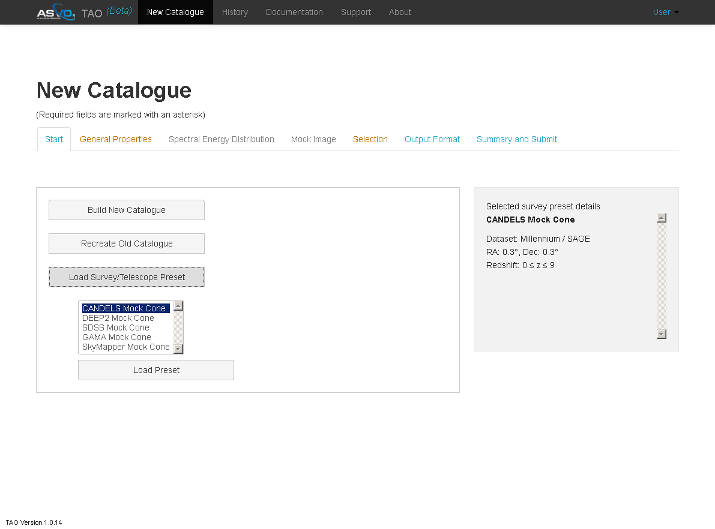 ASVO TAO (Beta) New Catalogue History Documentation Support About User
New Catalogue
(Required fields are marked with an asterisk)
Start General Properties Spectral Energy Distribution Mock Image Selection Output Format Summary and Submit
Build New Catalogue
Recreate Old Catalogue
Load Survey/Telescope Preset
CANDELS Mock Cone
DEEP2 Mock Cone
SDSS Mock Cone
GAMA Mock Cone
SkyMapper Mock Cone
Load Preset
Selected survey preset details
CANDELS Mock Cone
Dataset: Millennium / SAGE
RA: 0.3°, Dec: 0.3°
Redshift: 0 ≤ z ≤ 9
TAO Version 1.0.14